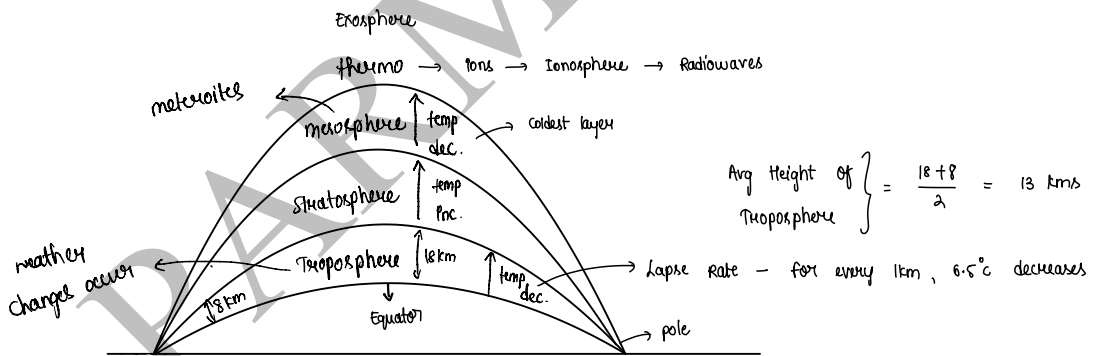 Exosphere
thermo → Ions → Ionosphere → Radiowaves
meteroites
mesosphere
temp
dec.
Coldest layer
Stratosphere
temp
Inc.
Avg Height of
Troposphere
= 18+8
2
= 13 kms
weather
Changes occur
Troposphere
18km
temp
dec.
Lapse Rate – for every 1km, 6.5°c decreases
8km
Equator
pole
PARM